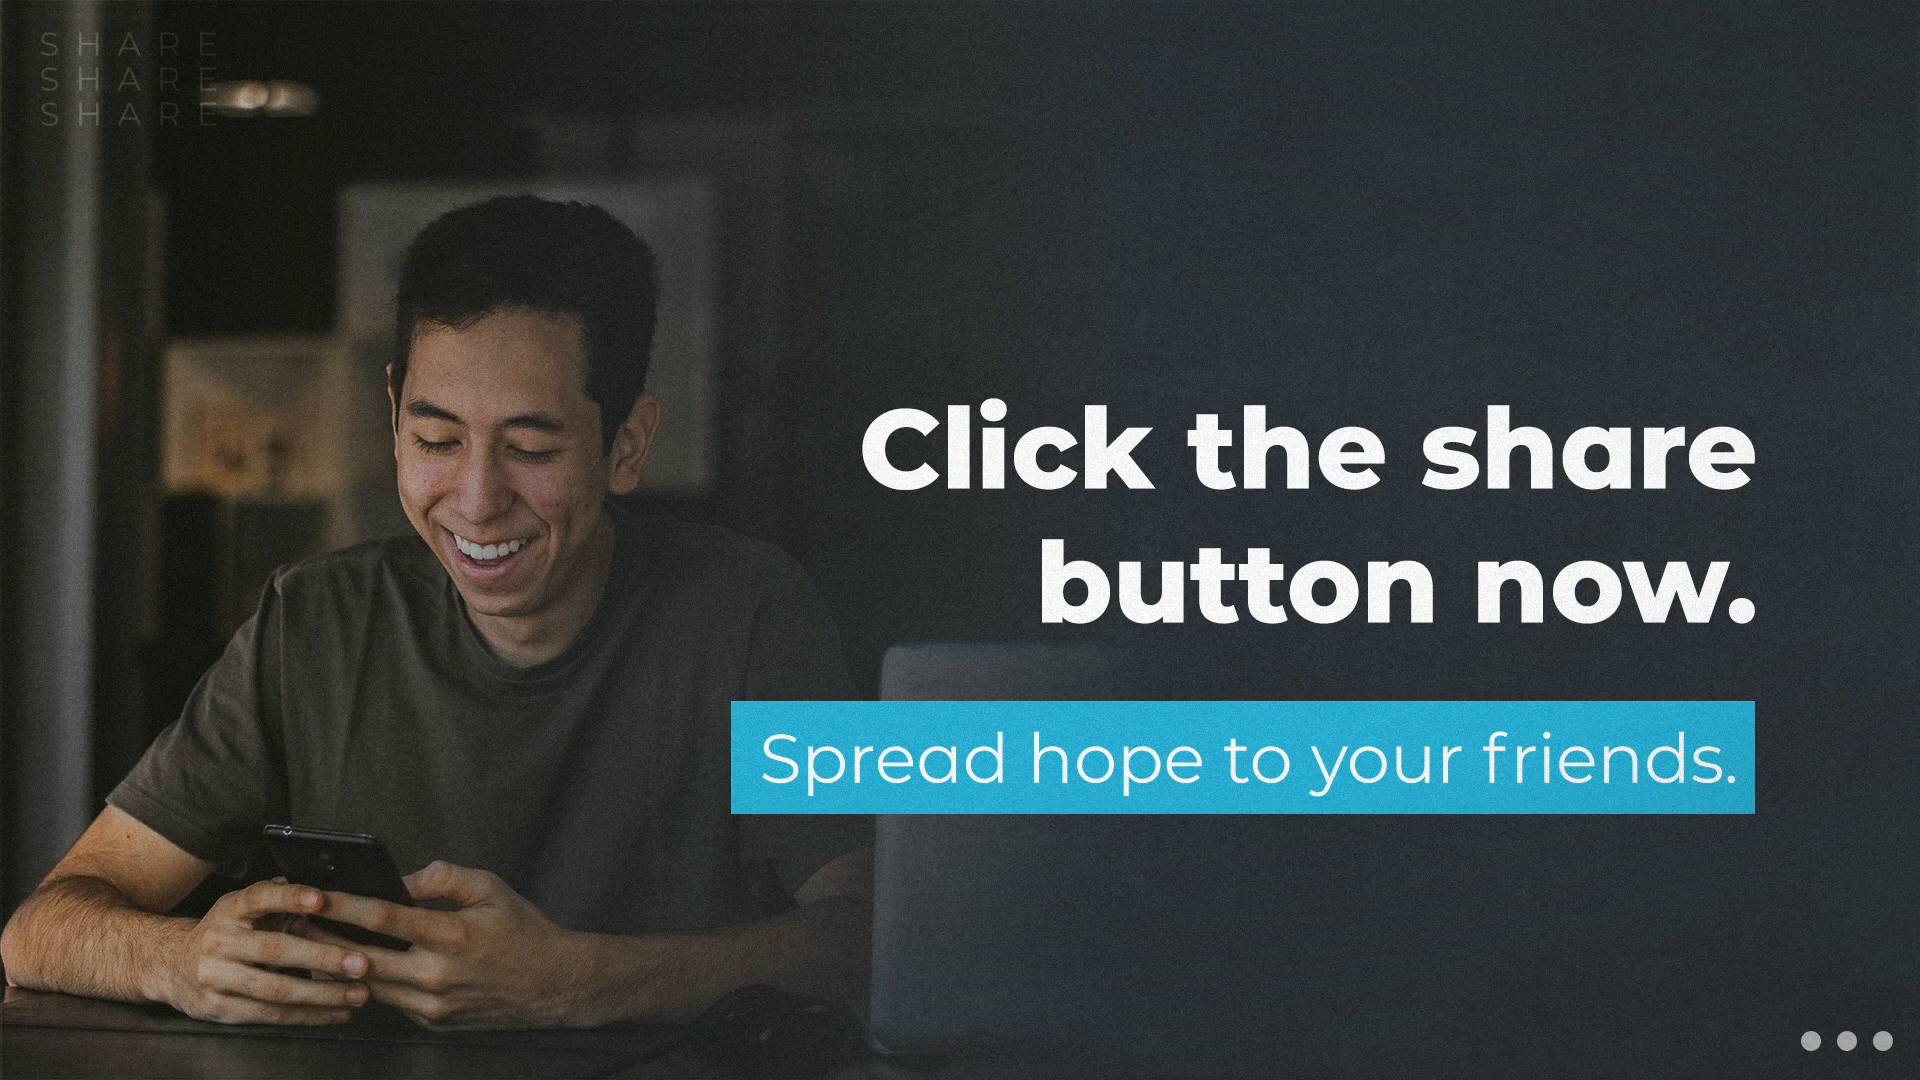 SHARE
SHARE
SHARE
Click the share
button now.
Spread hope to your friends.